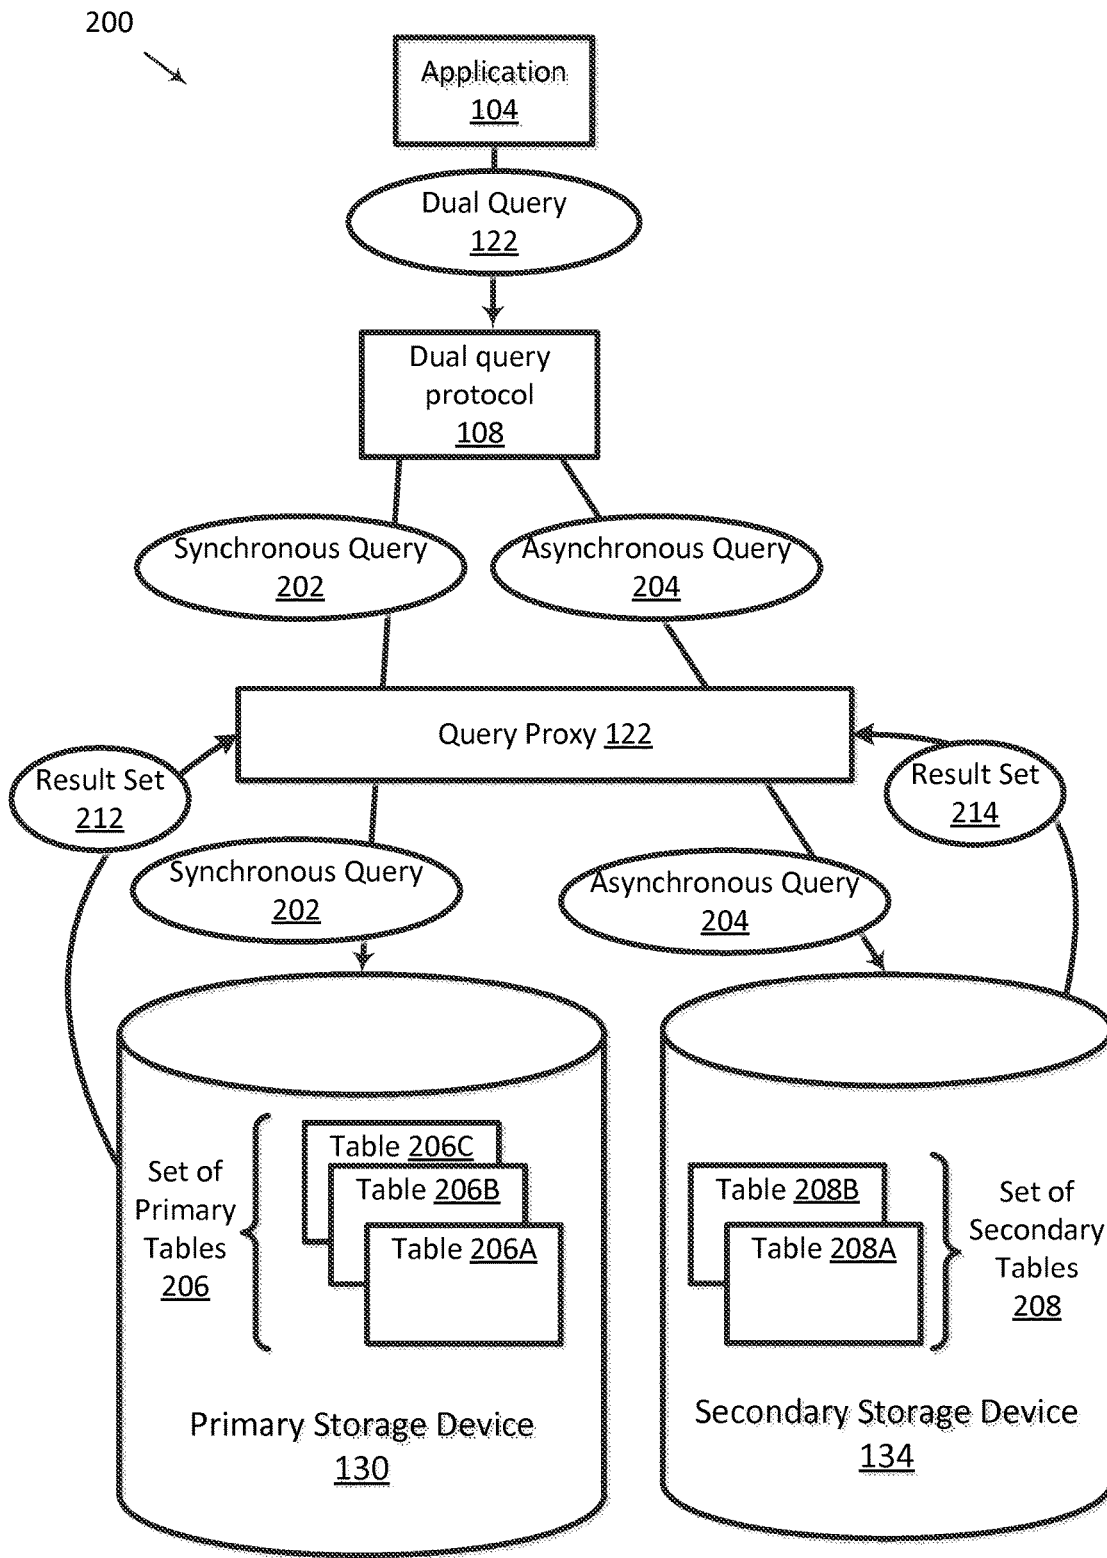 200
Application
104
Dual Query
122
Dual query
protocol
108
Synchronous Query
202
Asynchronous Query
204
Query Proxy 122
Result Set
212
Result Set
214
Synchronous Query
202
Asynchronous Query
204
Set of
Primary
Tables
206
Table 206C
Table 206B
Table 206A
Table 208B
Table 208A
Set of
Secondary
Tables
208
Primary Storage Device
130
Secondary Storage Device
134